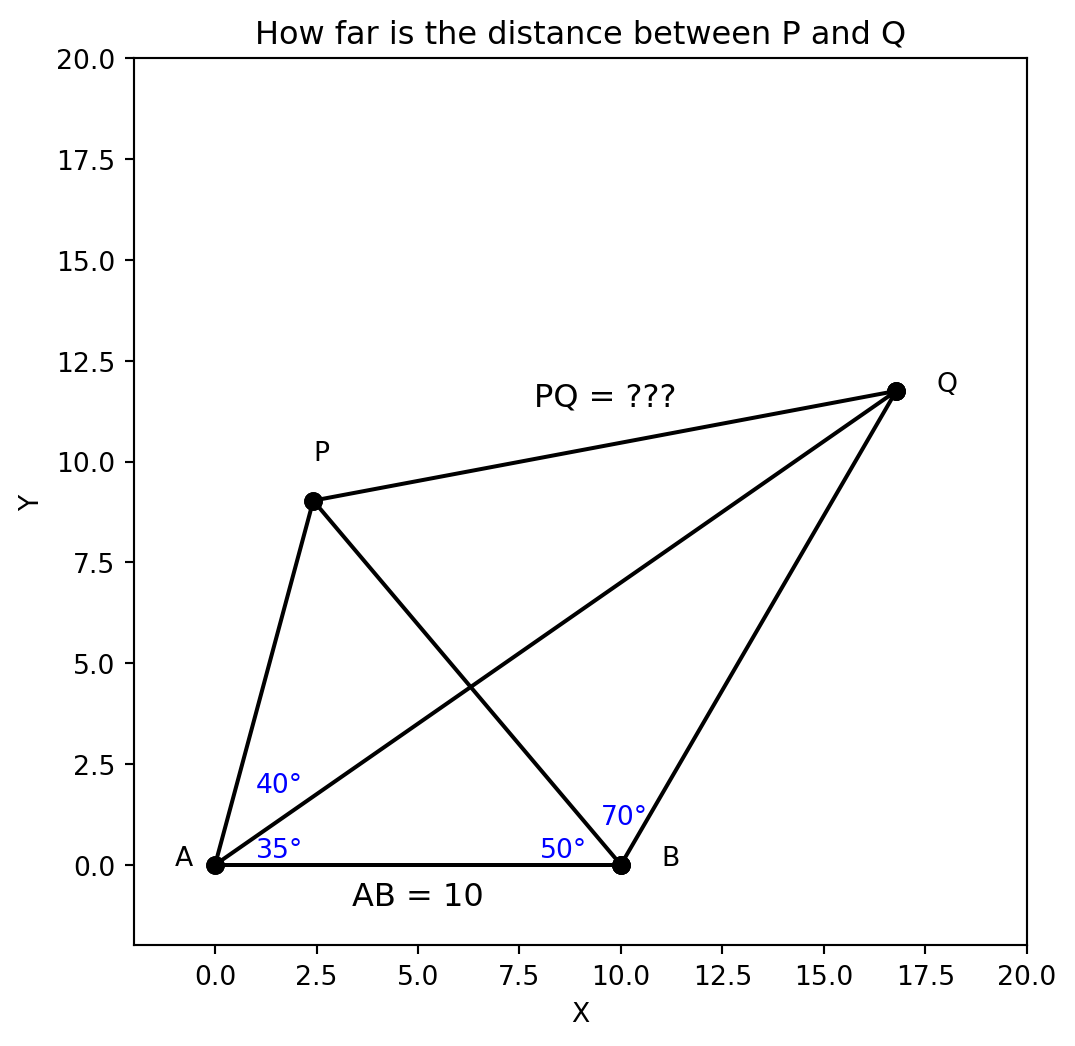 How far is the distance between P and Q
20.0
17.5
15.0
12.5
10.0
7.5
5.0
2.5
0.0
Y
PQ = ???
Q
P
40°
35°
50°
70°
A
B
AB = 10
0.0 2.5 5.0 7.5 10.0 12.5 15.0 17.5 20.0
X